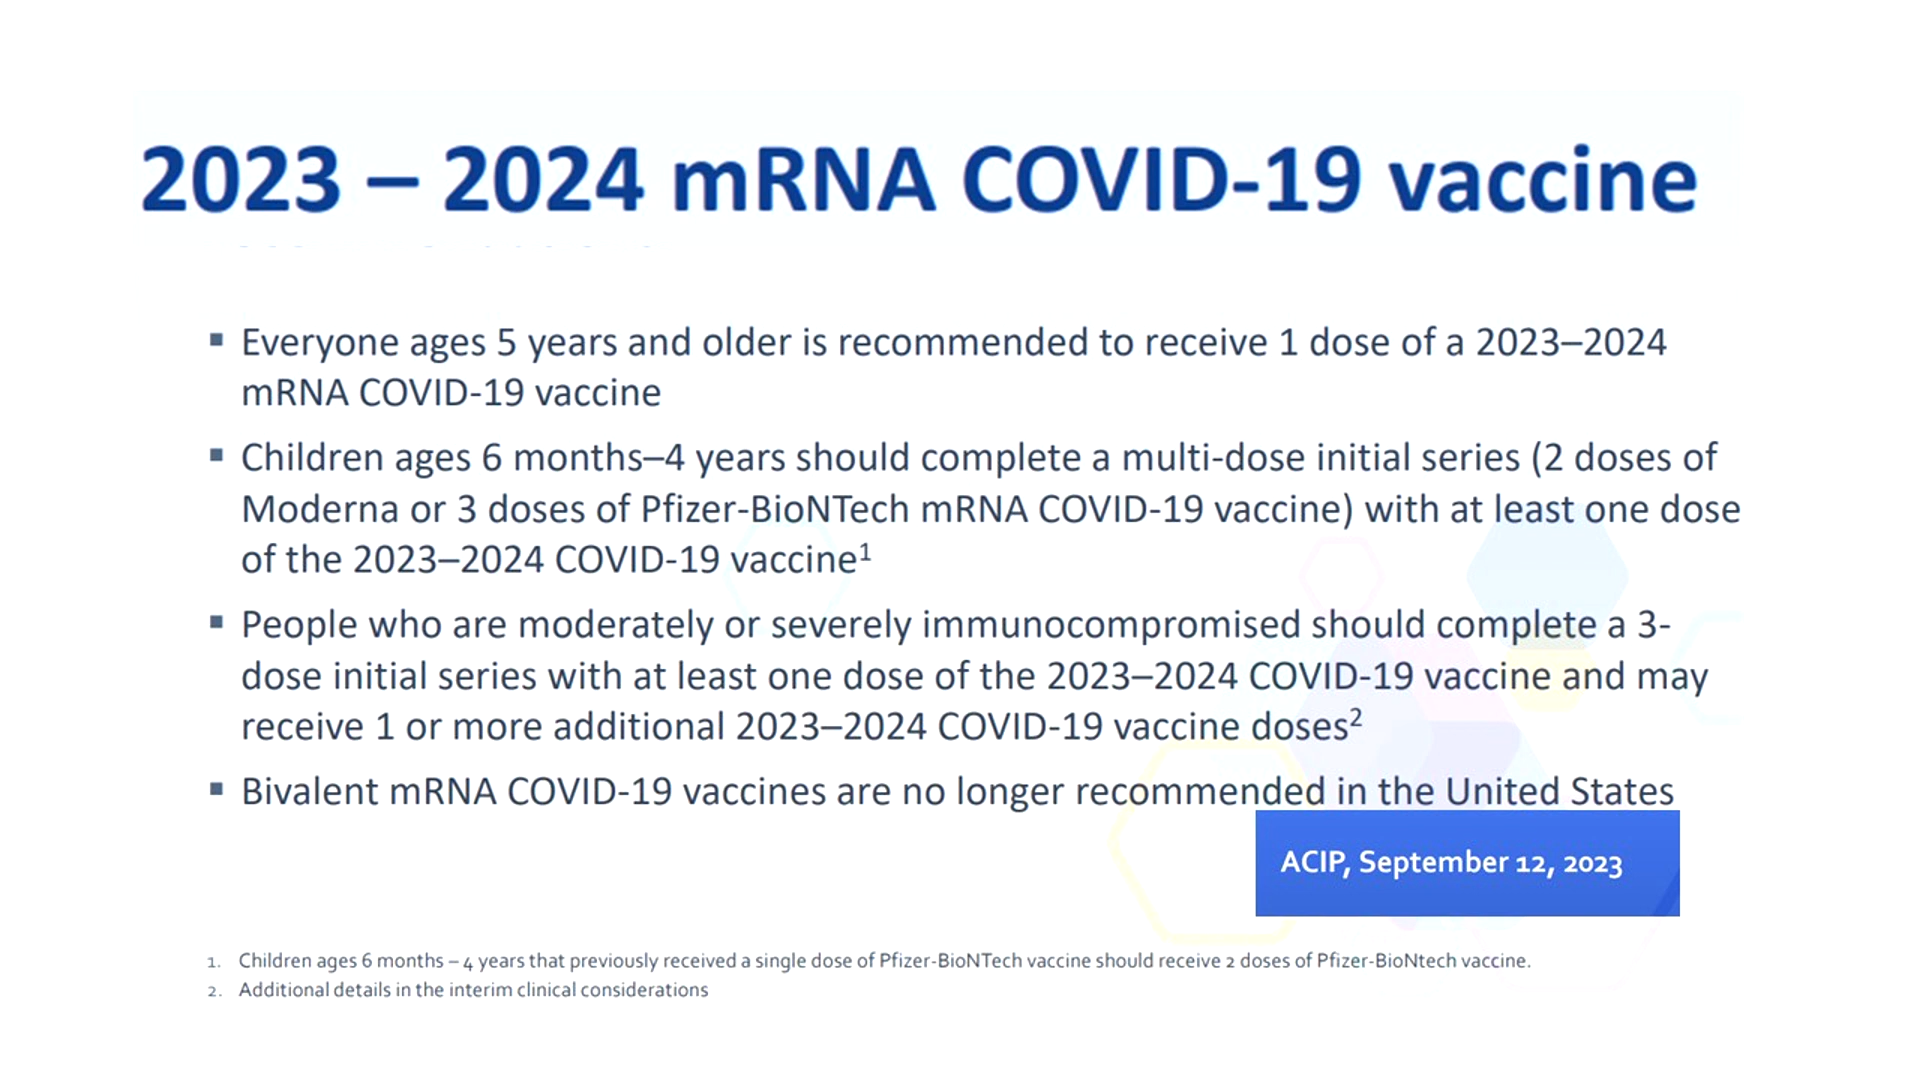 2023 – 2024 mRNA COVID-19 vaccine
▪ Everyone ages 5 years and older is recommended to receive 1 dose of a 2023–2024
mRNA COVID-19 vaccine
▪ Children ages 6 months–4 years should complete a multi-dose initial series (2 doses of
Moderna or 3 doses of Pfizer-BioNTech mRNA COVID-19 vaccine) with at least one dose
of the 2023–2024 COVID-19 vaccine¹
▪ People who are moderately or severely immunocompromised should complete a 3-
dose initial series with at least one dose of the 2023–2024 COVID-19 vaccine and may
receive 1 or more additional 2023–2024 COVID-19 vaccine doses²
▪ Bivalent mRNA COVID-19 vaccines are no longer recommended in the United States
ACIP, September 12, 2023
1. Children ages 6 months – 4 years that previously received a single dose of Pfizer-BioNTech vaccine should receive 2 doses of Pfizer-BioNtech vaccine.
2. Additional details in the interim clinical considerations